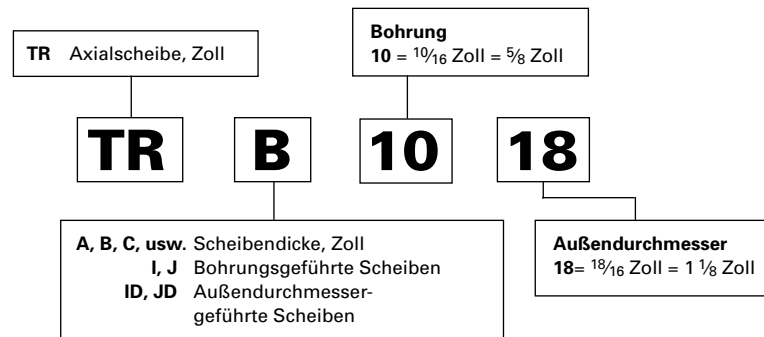 TR Axialscheibe, Zoll
Bohrung
10 = 10/16 Zoll = 5/8 Zoll
TR B 10 18
A, B, C, usw. Scheibendicke, Zoll
I, J Bohrungsgeführte Scheiben
ID, JD Außendurchmesser-
geführte Scheiben
Außendurchmesser
18= 18/16 Zoll = 1 1/8 Zoll